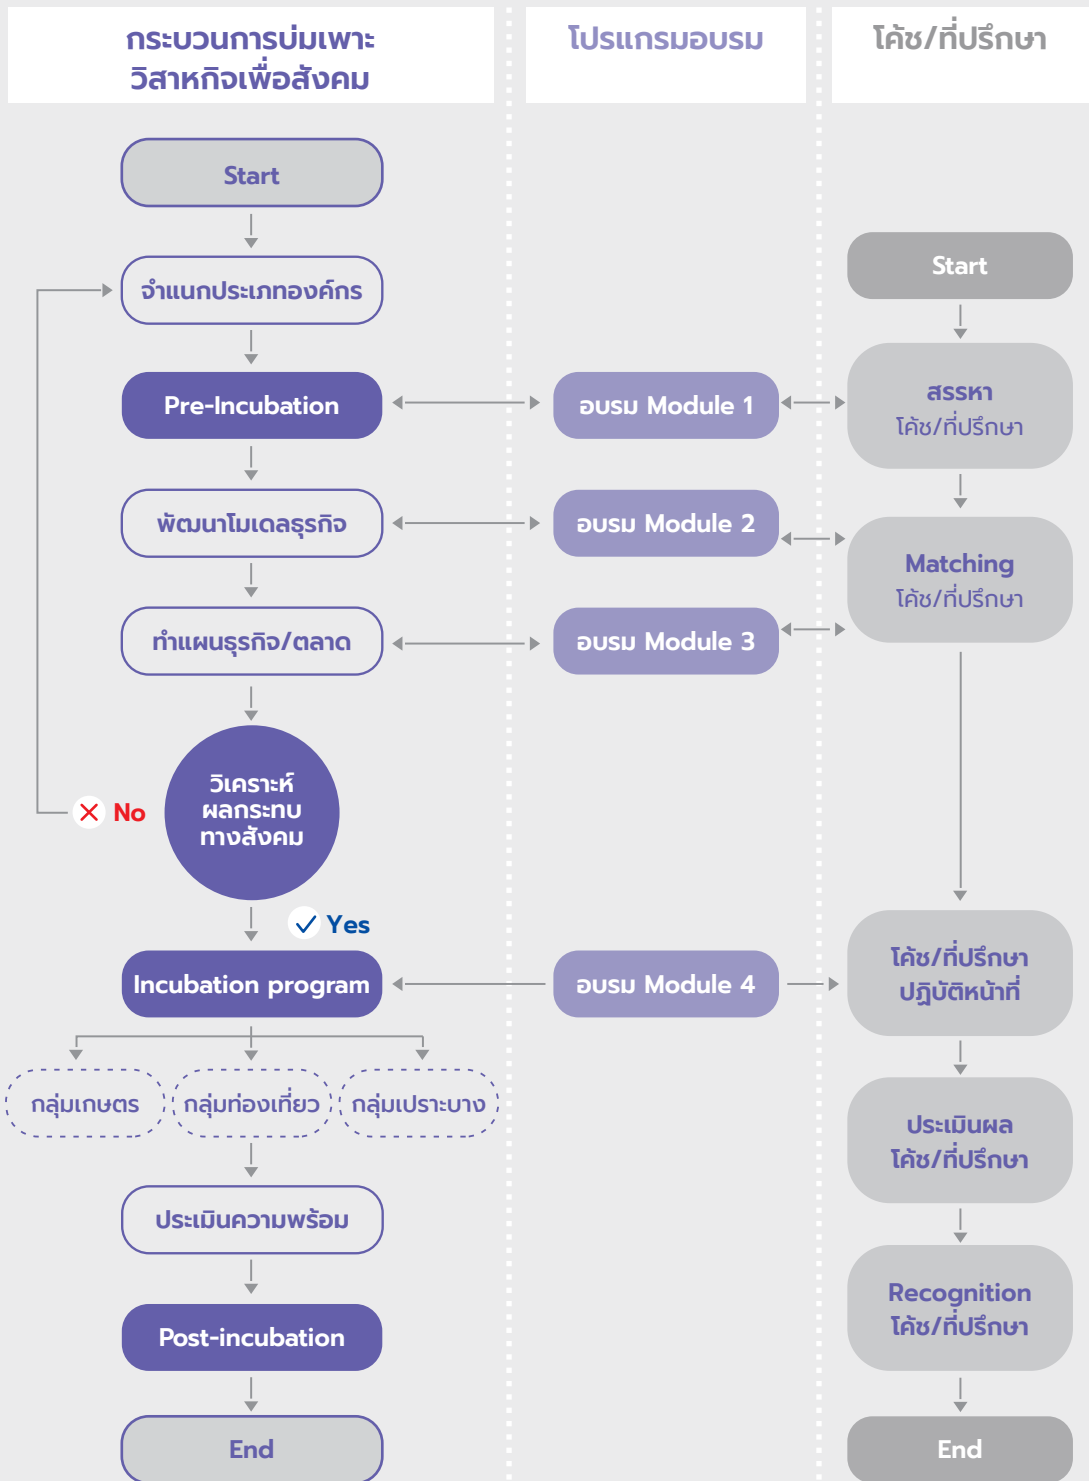 กระบวนการบ่มเพาะ
วิสาหกิจเพื่อสังคม
โปรแกรมอบรม
โค้ช/ที่ปรึกษา
Start
จำแนกประเภทองค์กร
Pre-Incubation
พัฒนาโมเดลธุรกิจ
ทำแผนธุรกิจ/ตลาด
วิเคราะห์
ผลกระทบ
ทางสังคม
No
Yes
Incubation program
กลุ่มเกษตร
กลุ่มท่องเที่ยว
กลุ่มเปราะบาง
ประเมินความพร้อม
Post-incubation
End
อบรม Module 1
อบรม Module 2
อบรม Module 3
อบรม Module 4
Start
สรรหา
โค้ช/ที่ปรึกษา
Matching
โค้ช/ที่ปรึกษา
โค้ช/ที่ปรึกษา
ปฏิบัติหน้าที่
ประเมินผล
โค้ช/ที่ปรึกษา
Recognition
โค้ช/ที่ปรึกษา
End